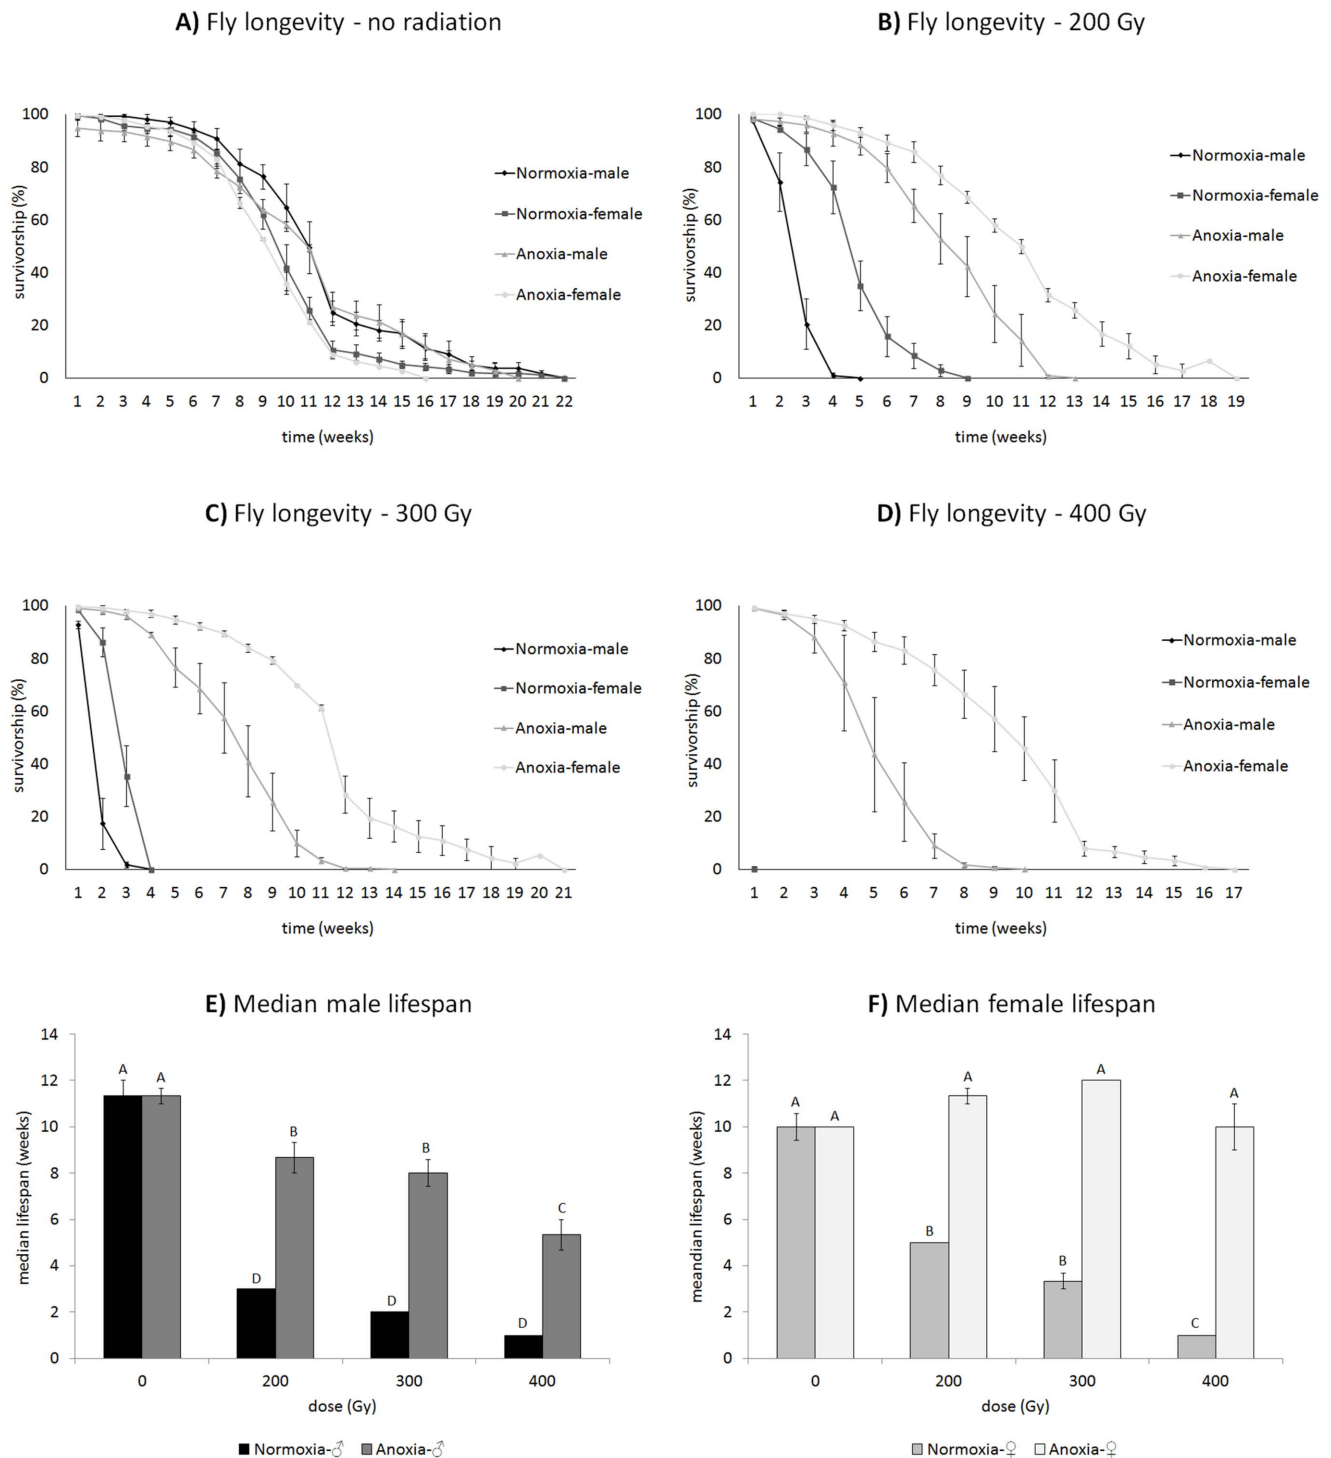 A) Fly longevity - no radiation
B) Fly longevity - 200 Gy
survivorship (%)
100
80
60
40
20
0
1 2 3 4 5 6 7 8 9 10 11 12 13 14 15 16 17 18 19 20 21 22
time (weeks)
Normoxia-male
Normoxia-female
Anoxia-male
Anoxia-female
survivorship (%)
100
80
60
40
20
0
1 2 3 4 5 6 7 8 9 10 11 12 13 14 15 16 17 18 19
time (weeks)
Normoxia-male
Normoxia-female
Anoxia-male
Anoxia-female
C) Fly longevity - 300 Gy
D) Fly longevity - 400 Gy
survivorship (%)
100
80
60
40
20
0
1 2 3 4 5 6 7 8 9 10 11 12 13 14 15 16 17 18 19 20 21
time (weeks)
Normoxia-male
Normoxia-female
Anoxia-male
Anoxia-female
survivorship (%)
100
80
60
40
20
0
1 2 3 4 5 6 7 8 9 10 11 12 13 14 15 16 17
time (weeks)
Normoxia-male
Normoxia-female
Anoxia-male
Anoxia-female
E) Median male lifespan
F) Median female lifespan
median lifespan (weeks)
14
12
10
8
6
4
2
0
A A
D B
D B
D C
0 200 300 400
dose (Gy)
Normoxia-♂ Anoxia-♂
meandian lifespan (weeks)
14
12
10
8
6
4
2
0
A A
B A
B A
C A
0 200 300 400
dose (Gy)
Normoxia-♀ Anoxia-♀